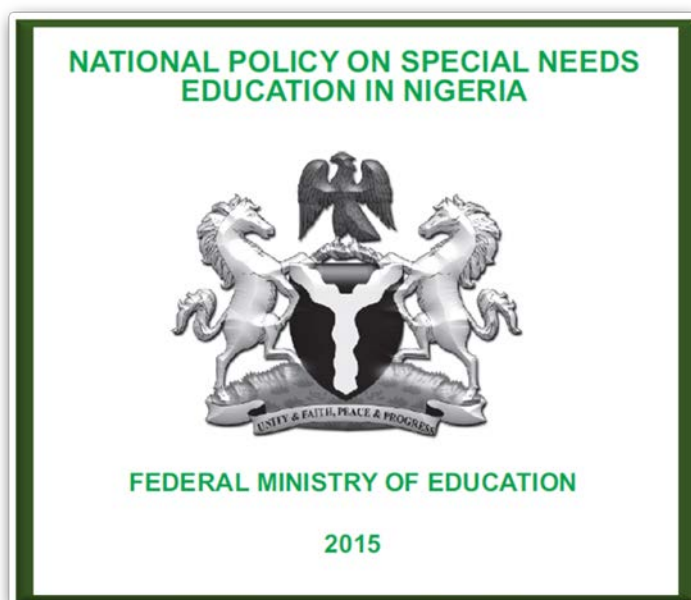 NATIONAL POLICY ON SPECIAL NEEDS
EDUCATION IN NIGERIA
UNITY & FAITH, PEACE & PROGRESS
FEDERAL MINISTRY OF EDUCATION
2015